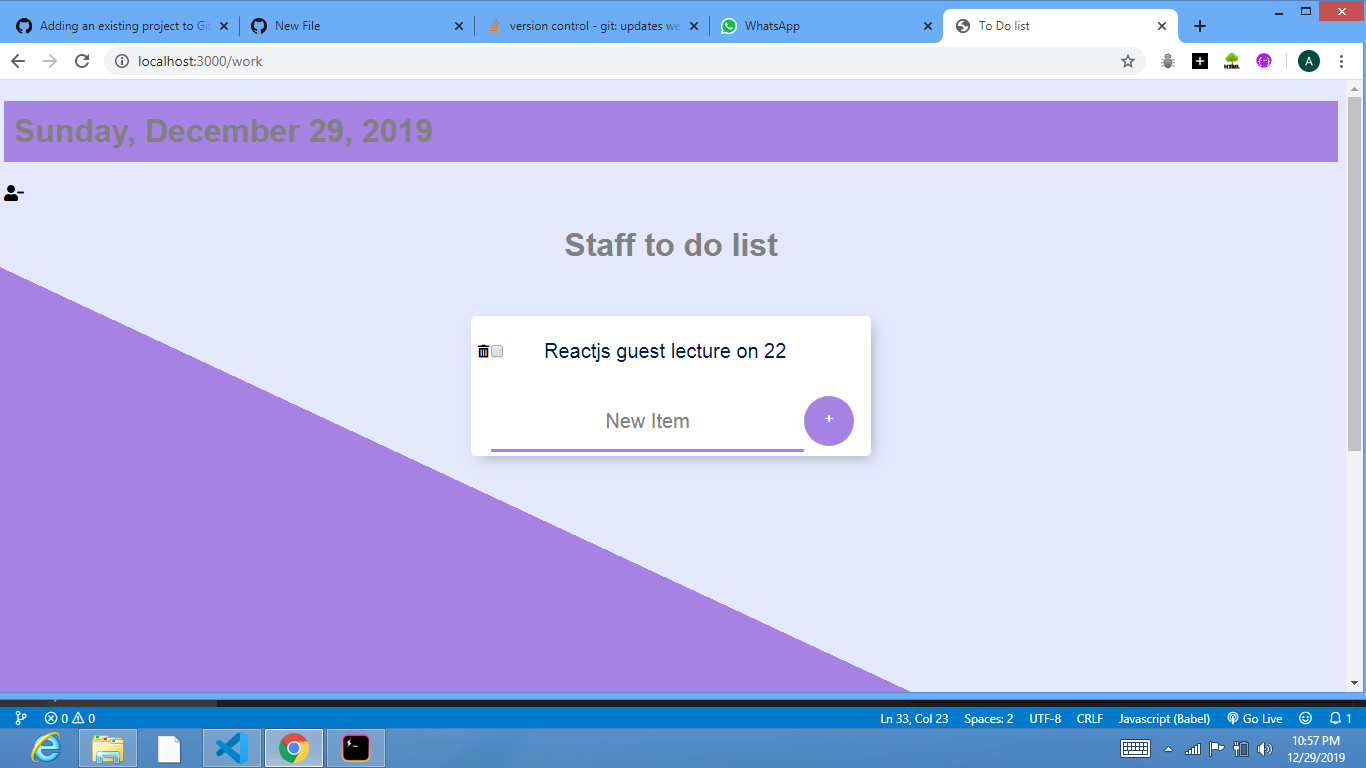 Adding an existing project to Gi
New File
version control - git: updates we
WhatsApp
To Do list
localhost:3000/work
HTML
A
Sunday, December 29, 2019
Staff to do list
Reactjs guest lecture on 22
New Item
+
0 0
Ln 33, Col 23
Spaces: 2
UTF-8
CRLF
Javascript (Babel)
Go Live
1
10:57 PM
12/29/2019